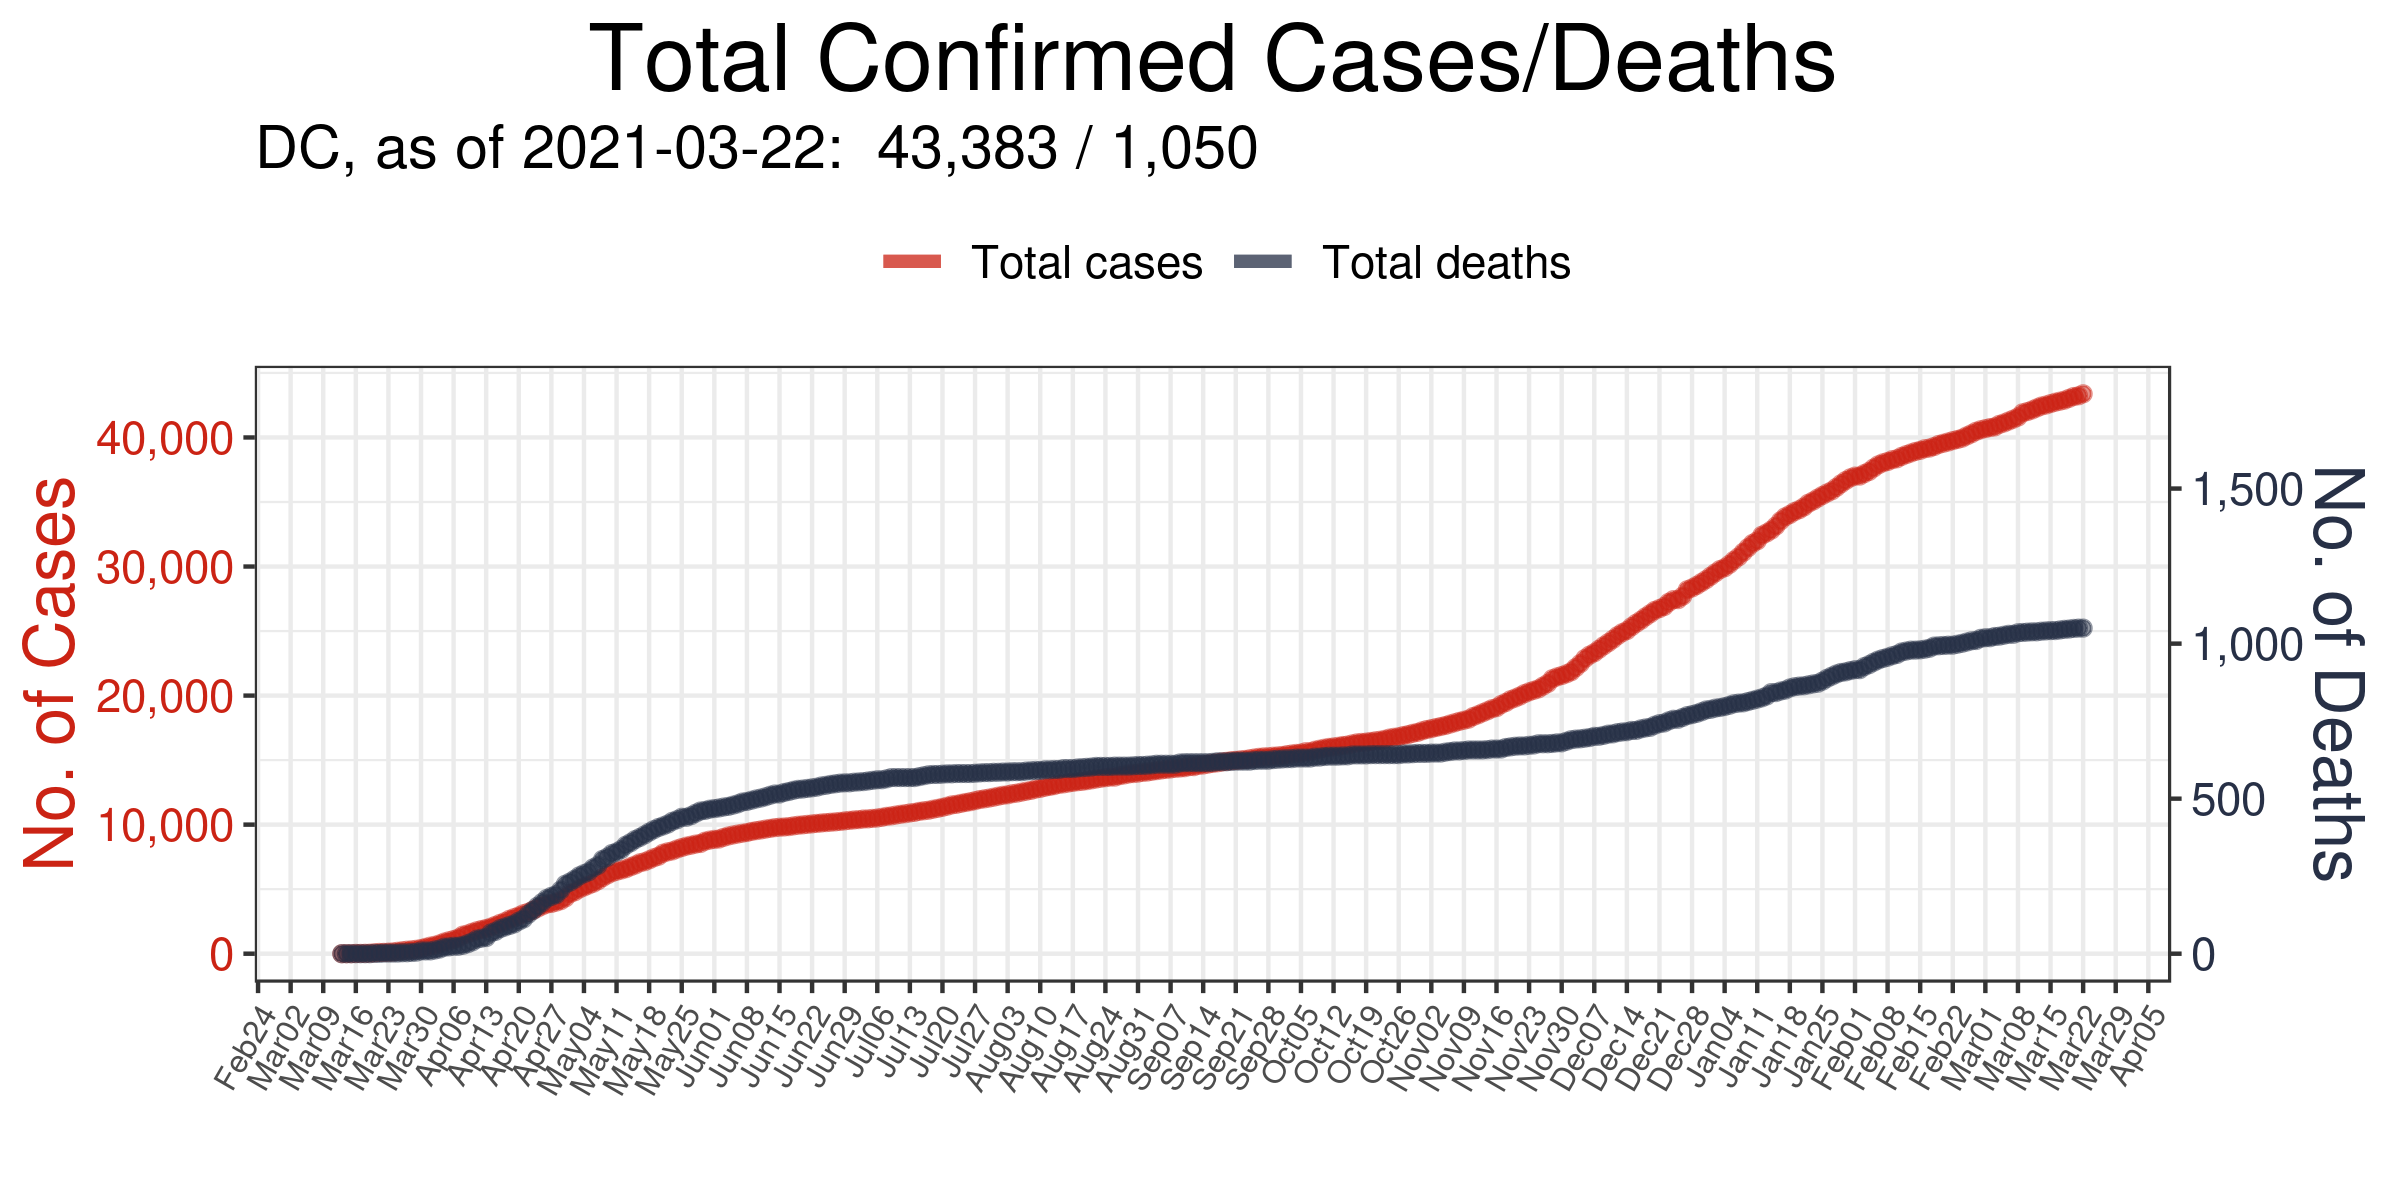 Total Confirmed Cases/Deaths
DC, as of 2021-03-22:  43,383 / 1,050
Total cases
Total deaths
No. of Cases
40,000
30,000
20,000
10,000
0
1,500
1,000
500
0
No. of Deaths
Feb24
Mar02
Mar09
Mar16
Mar23
Mar30
Apr06
Apr13
Apr20
Apr27
May04
May11
May18
May25
Jun01
Jun08
Jun15
Jun22
Jun29
Jul06
Jul13
Jul20
Jul27
Aug03
Aug10
Aug17
Aug24
Aug31
Sep07
Sep14
Sep21
Sep28
Oct05
Oct12
Oct19
Oct26
Nov02
Nov09
Nov16
Nov23
Nov30
Dec07
Dec14
Dec21
Dec28
Jan04
Jan11
Jan18
Jan25
Feb01
Feb08
Feb15
Feb22
Mar01
Mar08
Mar15
Mar22
Mar29
Apr05